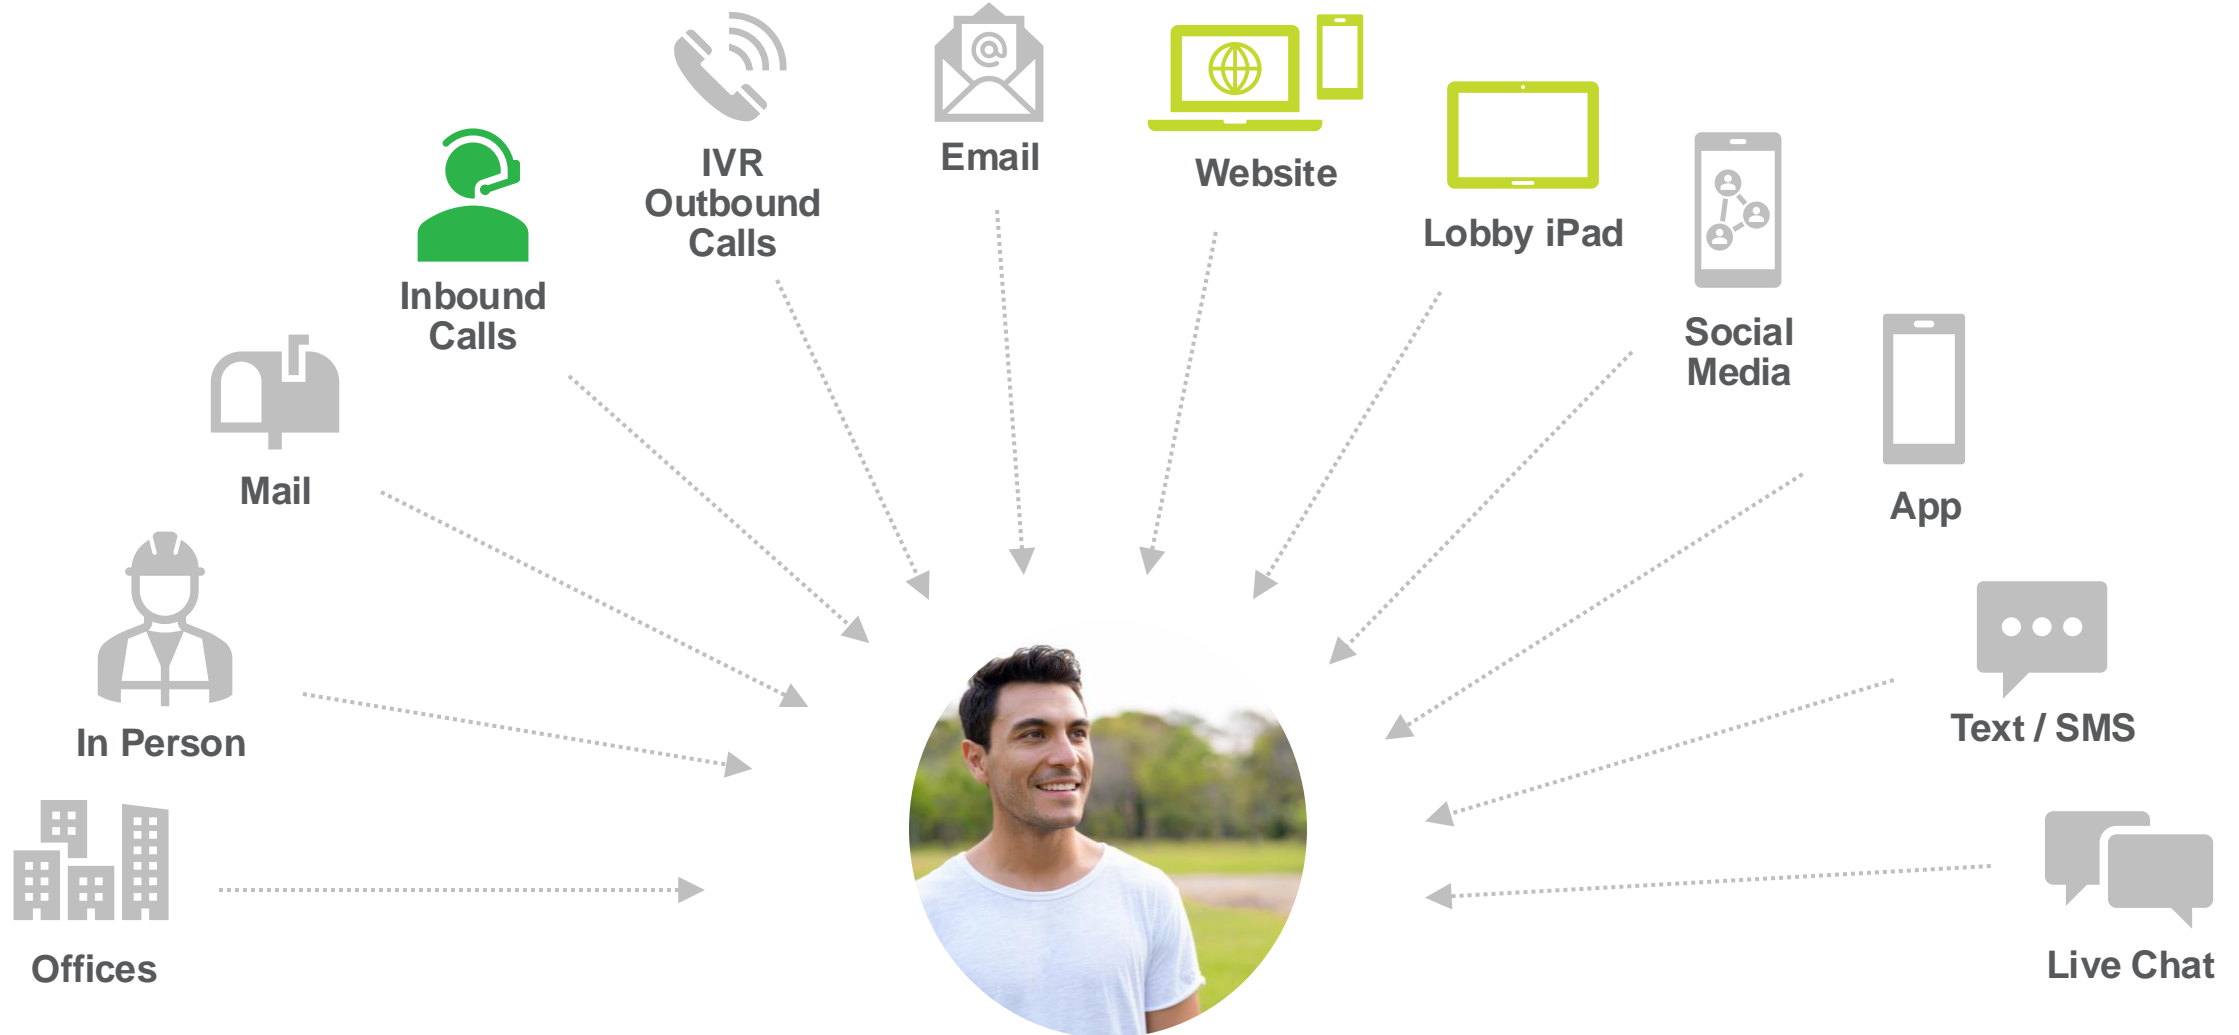 Offices
In Person
Mail
Inbound
Calls
IVR
Outbound
Calls
Email
@
Website
Lobby iPad
Social
Media
App
Text / SMS
Live Chat